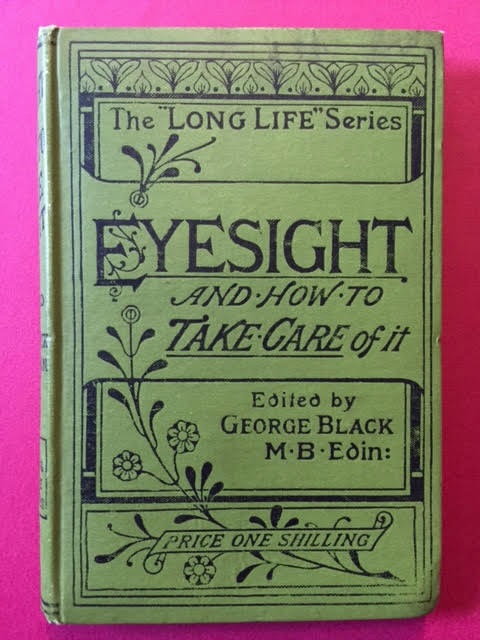 The "LONG LIFE" Series
EYESIGHT
AND·HOW·TO
TAKE·CARE of it
Edited by
GEORGE BLACK
M·B·Edin:
PRICE ONE SHILLING